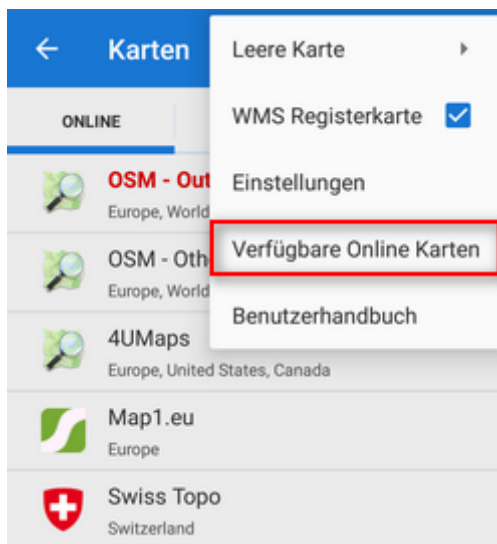 Karten
ONLINE
OSM - Out
Europe, World
OSM - Oth
Europe, World
4UMaps
Europe, United States, Canada
Map1.eu
Europe
Swiss Topo
Switzerland
Leere Karte
WMS Registerkarte
Einstellungen
Verfügbare Online Karten
Benutzerhandbuch